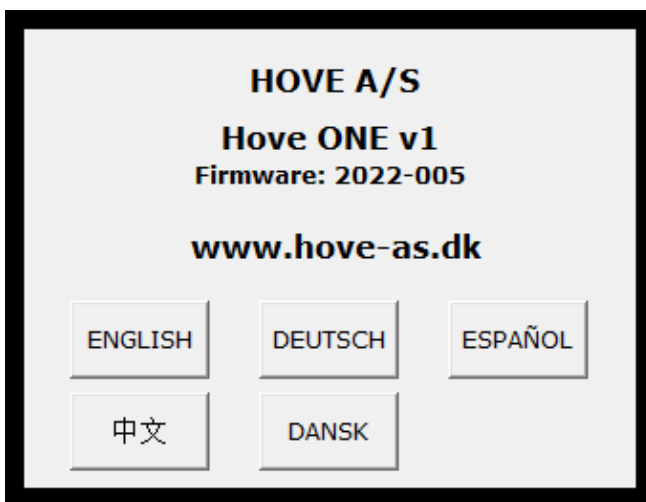 HOVE A/S
Hove ONE v1
Firmware: 2022-005
www.hove-as.dk
ENGLISH DEUTSCH ESPAÑOL
中文 DANSK